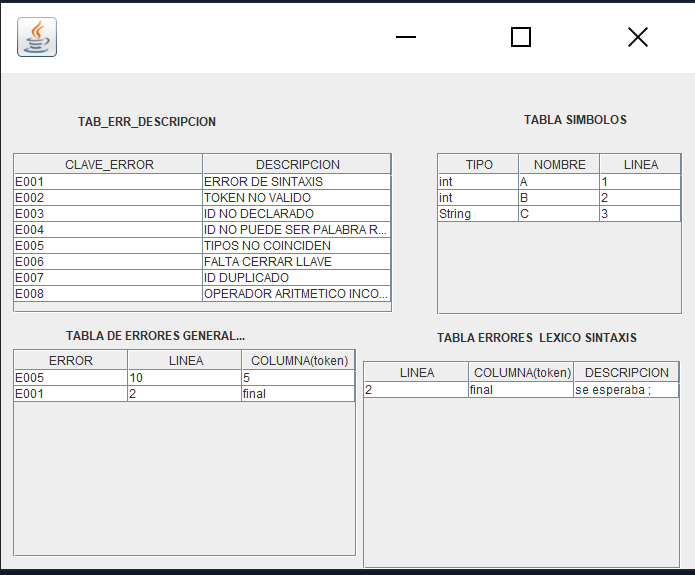 TAB_ERR_DESCRIPCION
CLAVE_ERROR DESCRIPCION
E001 ERROR DE SINTAXIS
E002 TOKEN NO VALIDO
E003 ID NO DECLARADO
E004 ID NO PUEDE SER PALABRA R...
E005 TIPOS NO COINCIDEN
E006 FALTA CERRAR LLAVE
E007 ID DUPLICADO
E008 OPERADOR ARITMETICO INCO...
TABLA SIMBOLOS
TIPO NOMBRE LINEA
int A 1
int B 2
String C 3
TABLA DE ERRORES GENERAL...
ERROR LINEA COLUMNA(token)
E005 10 5
E001 2 final
TABLA ERRORES LEXICO SINTAXIS
LINEA COLUMNA(token) DESCRIPCION
2 final se esperaba ;